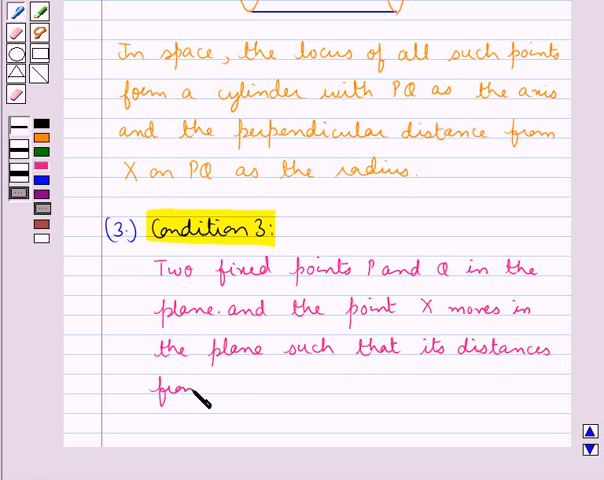 In space, the locus of all such points
form a cylinder with PQ as the axis
and the perpendicular distance from
X on PQ as the radius.
(3.) Condition 3:
Two fixed points P and Q in the
plane. and the point X moves in
the plane such that its distances
from